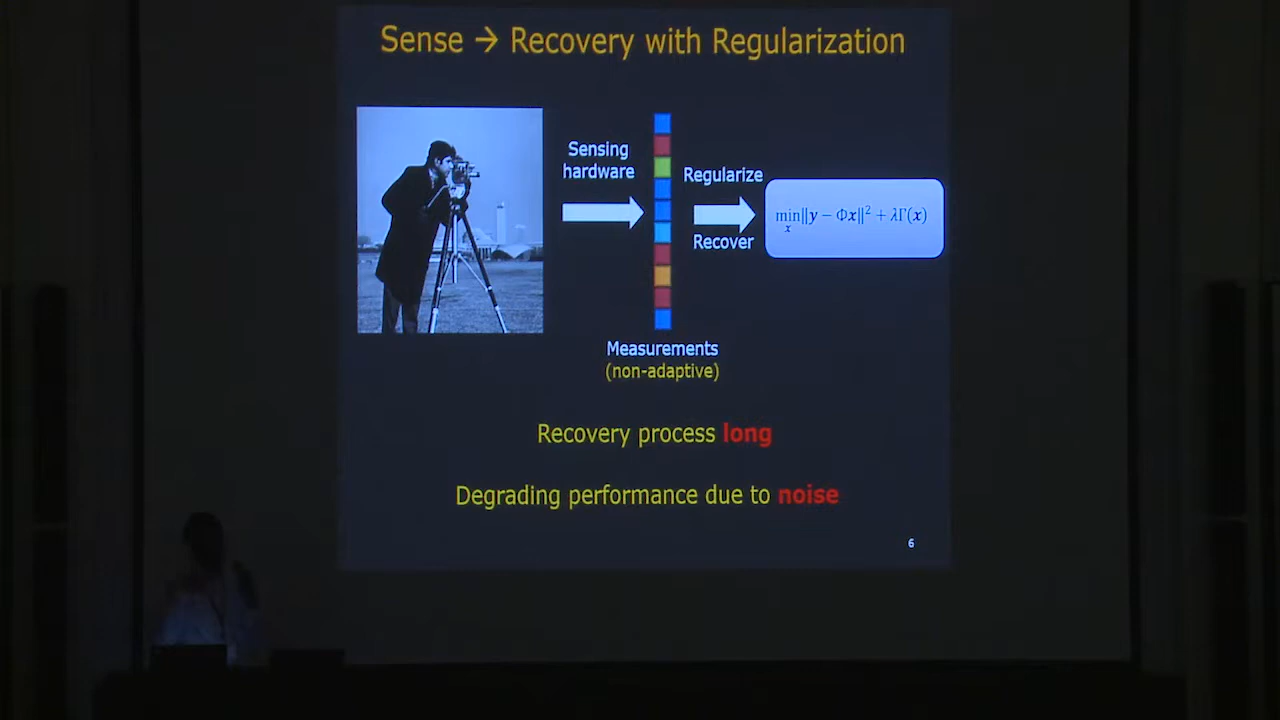 Sense → Recovery with Regularization
Sensing
hardware
Regularize
Recover
min‖y − Φx‖² + λΓ(x)
x
Measurements
(non-adaptive)
Recovery process long
Degrading performance due to noise
6